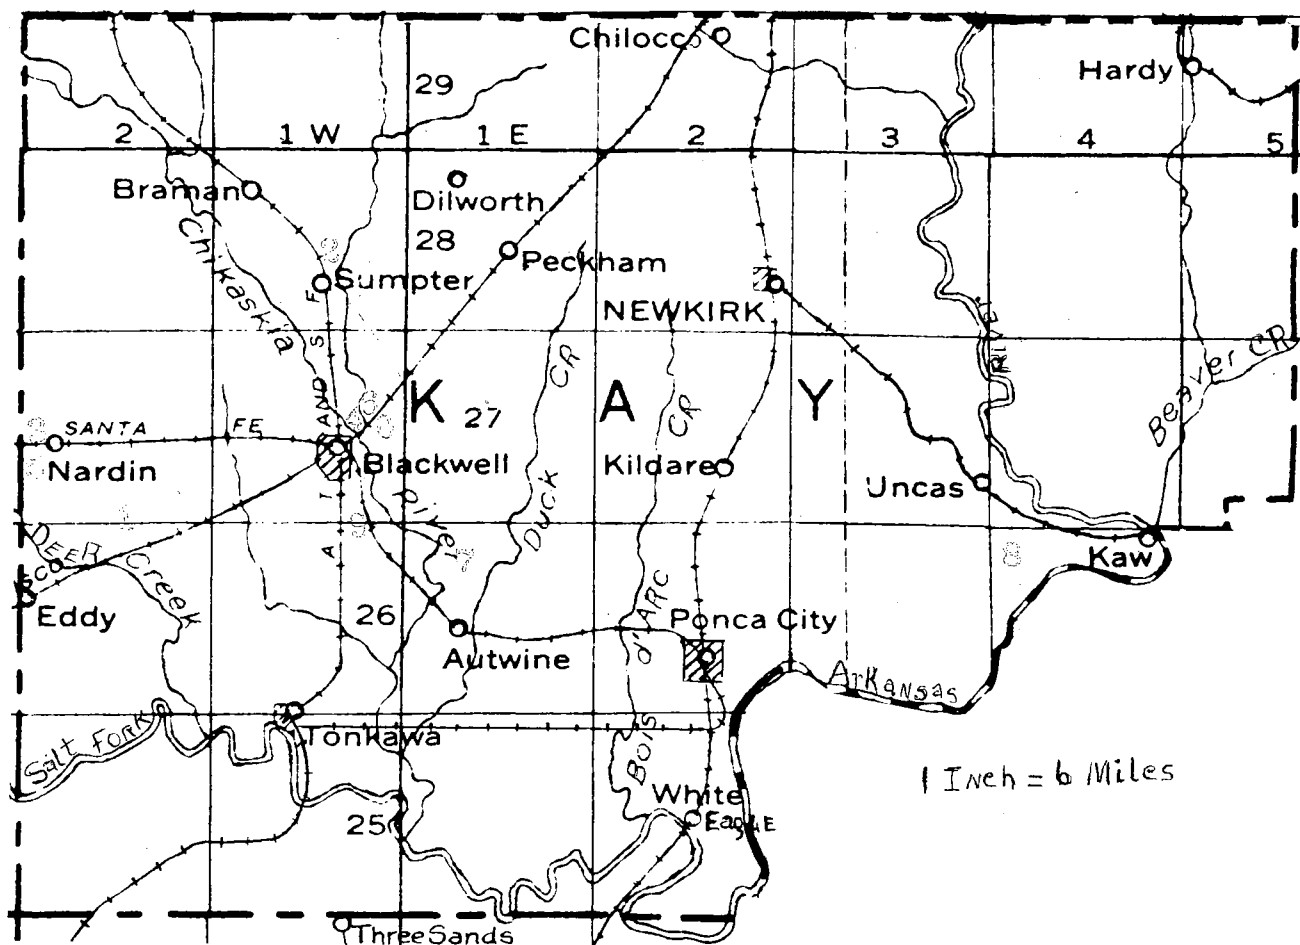 Chilocco
Hardy
29
2
1 W
1 E
2
3
4
5
Braman
Dilworth
Chikaskia
28
Peckham
Sumpter
NEWKIRK
RIVER
S F
CR
Beaver CR
K
A
Y
27
AND
CR
SANTA FE
Nardin
Blackwell
Kildare
Uncas
River
Duck
DEER Creek
Kaw
8
SCO
Eddy
26
A T
d'ARC
Ponca City
Autwine
Arkansas
Salt Fork
Tonkawa
Bois
1 Inch = 6 Miles
White
EaglE
25
Three Sands